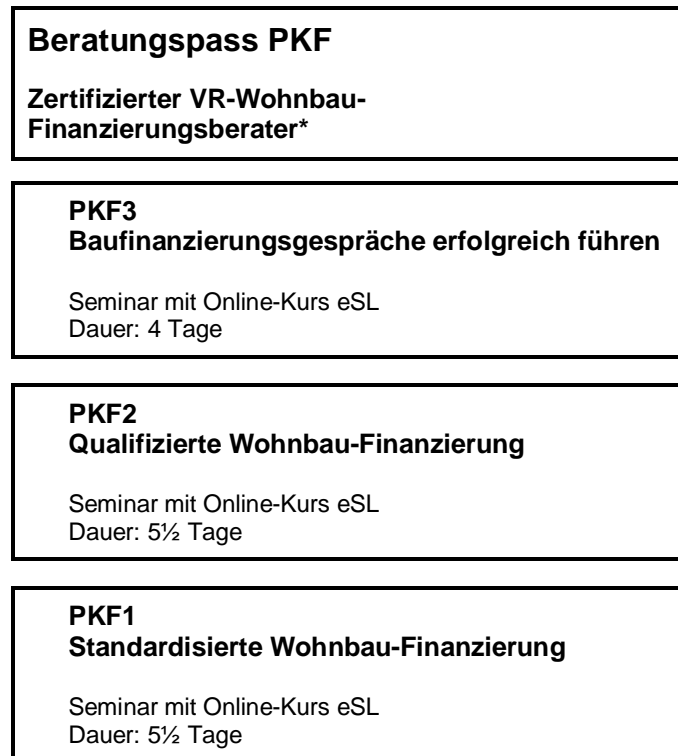 Beratungspass PKF
Zertifizierter VR-Wohnbau-
Finanzierungsberater*
PKF3
Baufinanzierungsgespräche erfolgreich führen
Seminar mit Online-Kurs eSL
Dauer: 4 Tage
PKF2
Qualifizierte Wohnbau-Finanzierung
Seminar mit Online-Kurs eSL
Dauer: 5½ Tage
PKF1
Standardisierte Wohnbau-Finanzierung
Seminar mit Online-Kurs eSL
Dauer: 5½ Tage